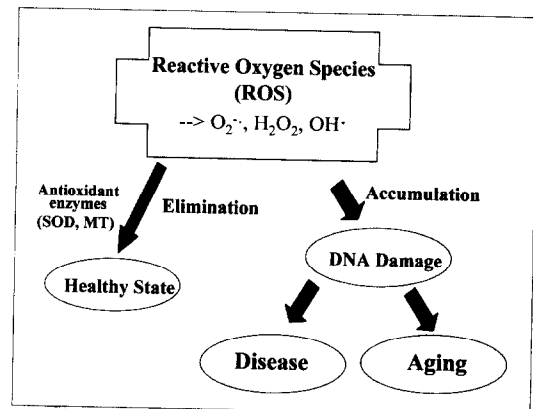 Reactive Oxygen Species
(ROS)
--> O₂⁻·, H₂O₂, OH·
Antioxidant
enzymes
(SOD, MT)
Elimination
Accumulation
Healthy State
DNA Damage
Disease
Aging